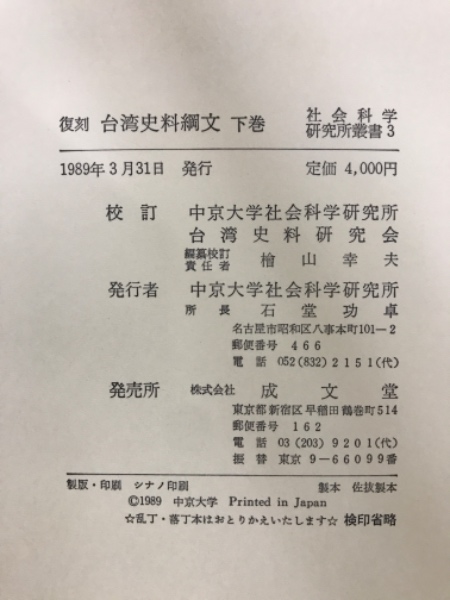 復刻 台湾史料綱文 下巻 社会科学研究所叢書3
1989年3月31日 発行 定価 4,000円
校訂 中京大学社会科学研究所
台湾史料研究会
編纂校訂責任者 檜山幸夫
発行者 中京大学社会科学研究所
所長 石堂功卓
名古屋市昭和区八事本町101-2
郵便番号 466
電話 052(832)2151(代)
発売所 株式会社 成文堂
東京都新宿区早稲田鶴巻町514
郵便番号 162
電話 03(203)9201(代)
振替 東京9-66099番
製版・印刷 シナノ印刷 製本 佐抜製本
©1989 中京大学 Printed in Japan
☆乱丁・落丁本はおとりかえいたします☆ 検印省略